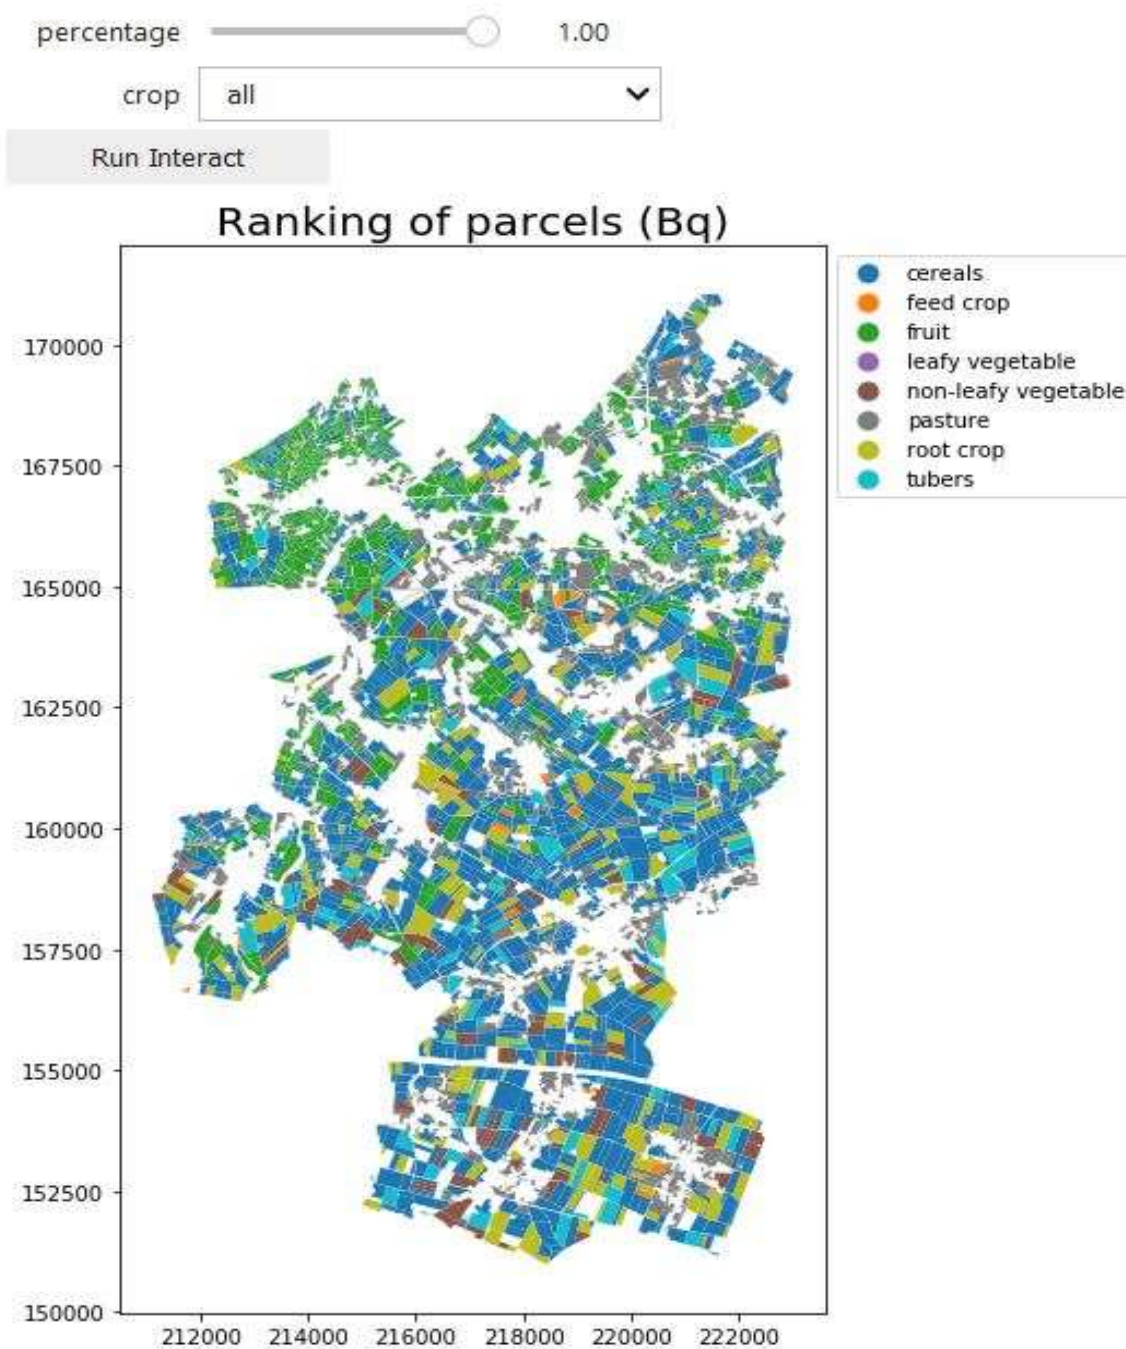 percentage 1.00
crop all
Run Interact
Ranking of parcels (Bq)
cereals
feed crop
fruit
leafy vegetable
non-leafy vegetable
pasture
root crop
tubers
170000
167500
165000
162500
160000
157500
155000
152500
150000
212000 214000 216000 218000 220000 222000